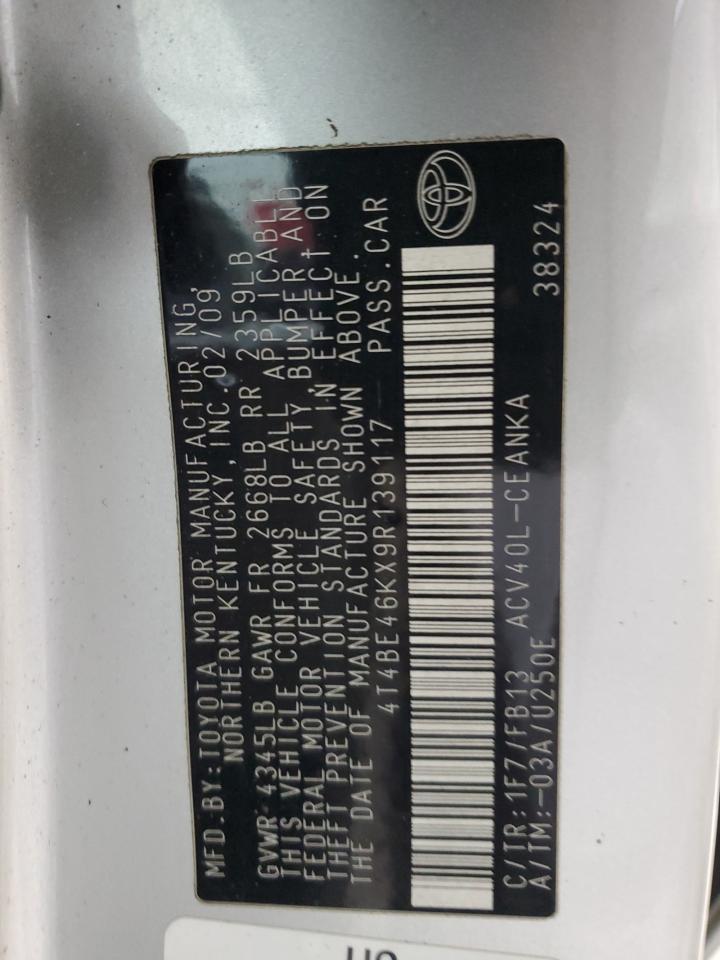 MFD.BY:TOYOTA MOTOR MANUFACTURING,
NORTHERN KENTUCKY, INC. 02/09
GVWR 4345LB GAWR FR 2668LB RR 2359LB
THIS VEHICLE CONFORMS TO ALL APPLICABLE
FEDERAL MOTOR VEHICLE SAFETY, BUMPER AND
THEFT PREVENTION STANDARDS IN EFFECT ON
THE DATE OF MANUFACTURE SHOWN ABOVE.
4T4BE46KX9R139117 PASS.CAR
C/TR:1F7/FB13 ACV40L-CEANKA
A/TM:-03A/U250E 38324